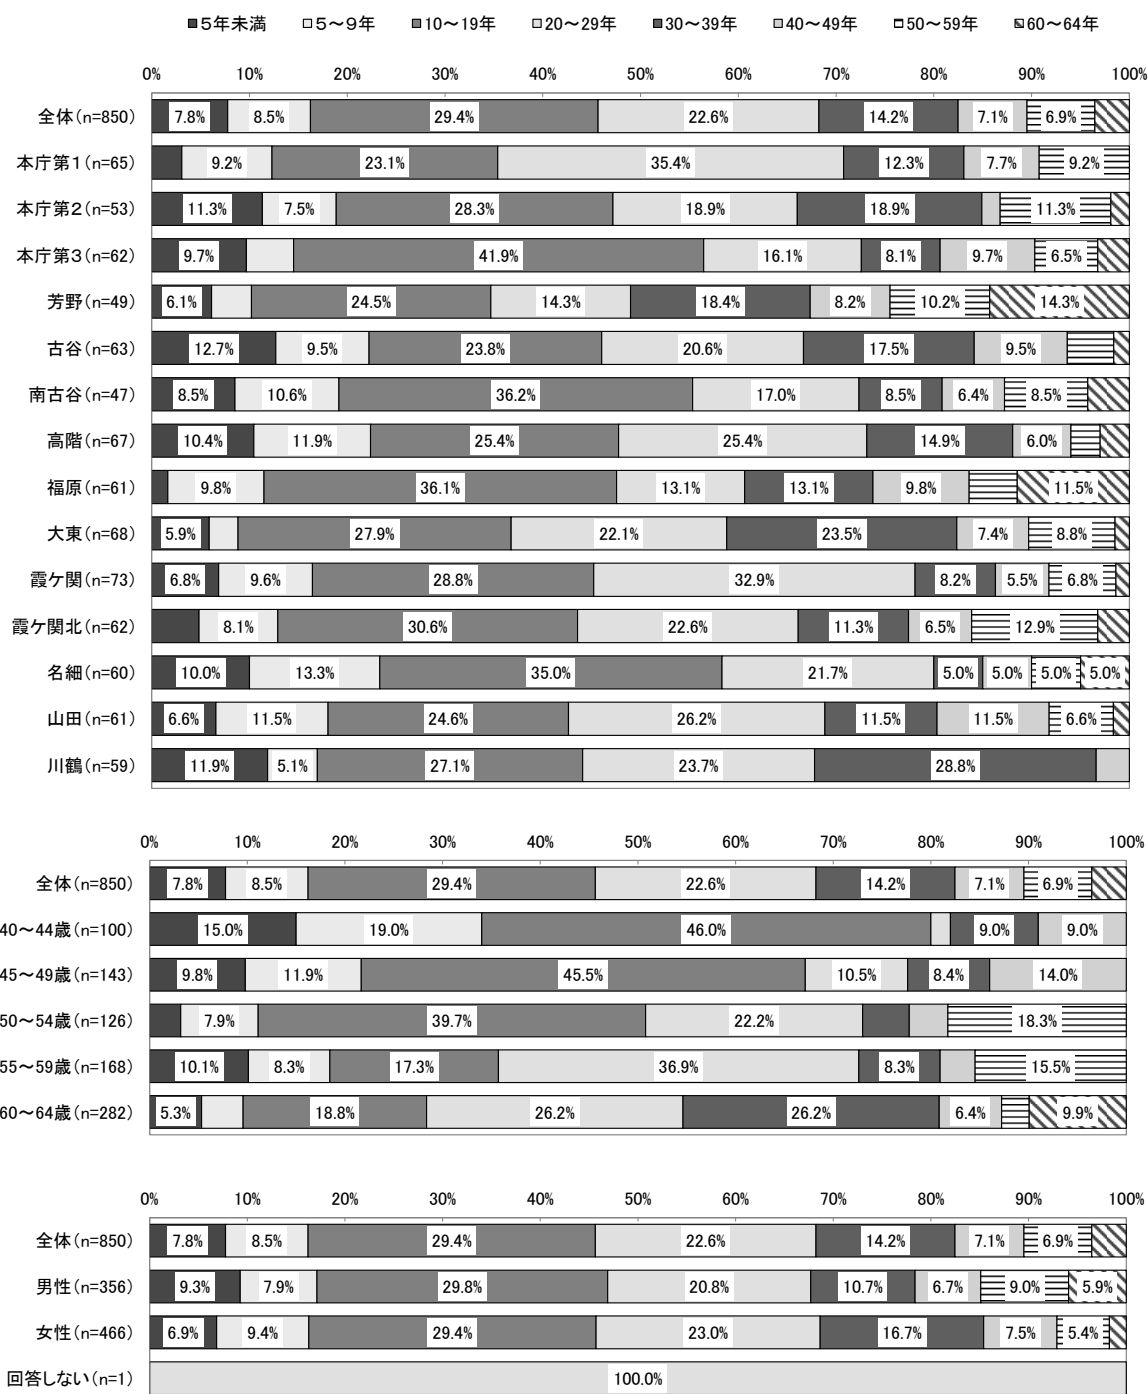 ■5年未満 □5～9年 ■10～19年 □20～29年 ■30～39年 □40～49年 50～59年 60～64年
0% 10% 20% 30% 40% 50% 60% 70% 80% 90% 100%
全体(n=850) 7.8% 8.5% 29.4% 22.6% 14.2% 7.1% 6.9%
本庁第1(n=65) 9.2% 23.1% 35.4% 12.3% 7.7% 9.2%
本庁第2(n=53) 11.3% 7.5% 28.3% 18.9% 18.9% 11.3%
本庁第3(n=62) 9.7% 41.9% 16.1% 8.1% 9.7% 6.5%
芳野(n=49) 6.1% 24.5% 14.3% 18.4% 8.2% 10.2% 14.3%
古谷(n=63) 12.7% 9.5% 23.8% 20.6% 17.5% 9.5%
南古谷(n=47) 8.5% 10.6% 36.2% 17.0% 8.5% 6.4% 8.5%
高階(n=67) 10.4% 11.9% 25.4% 25.4% 14.9% 6.0%
福原(n=61) 9.8% 36.1% 13.1% 13.1% 9.8% 11.5%
大東(n=68) 5.9% 27.9% 22.1% 23.5% 7.4% 8.8%
霞ケ関(n=73) 6.8% 9.6% 28.8% 32.9% 8.2% 5.5% 6.8%
霞ケ関北(n=62) 8.1% 30.6% 22.6% 11.3% 6.5% 12.9%
名細(n=60) 10.0% 13.3% 35.0% 21.7% 5.0% 5.0% 5.0% 5.0%
山田(n=61) 6.6% 11.5% 24.6% 26.2% 11.5% 11.5% 6.6%
川鶴(n=59) 11.9% 5.1% 27.1% 23.7% 28.8%
0% 10% 20% 30% 40% 50% 60% 70% 80% 90% 100%
全体(n=850) 7.8% 8.5% 29.4% 22.6% 14.2% 7.1% 6.9%
40～44歳(n=100) 15.0% 19.0% 46.0% 9.0% 9.0%
45～49歳(n=143) 9.8% 11.9% 45.5% 10.5% 8.4% 14.0%
50～54歳(n=126) 7.9% 39.7% 22.2% 18.3%
55～59歳(n=168) 10.1% 8.3% 17.3% 36.9% 8.3% 15.5%
60～64歳(n=282) 5.3% 18.8% 26.2% 26.2% 6.4% 9.9%
0% 10% 20% 30% 40% 50% 60% 70% 80% 90% 100%
全体(n=850) 7.8% 8.5% 29.4% 22.6% 14.2% 7.1% 6.9%
男性(n=356) 9.3% 7.9% 29.8% 20.8% 10.7% 6.7% 9.0% 5.9%
女性(n=466) 6.9% 9.4% 29.4% 23.0% 16.7% 7.5% 5.4%
回答しない(n=1) 100.0%